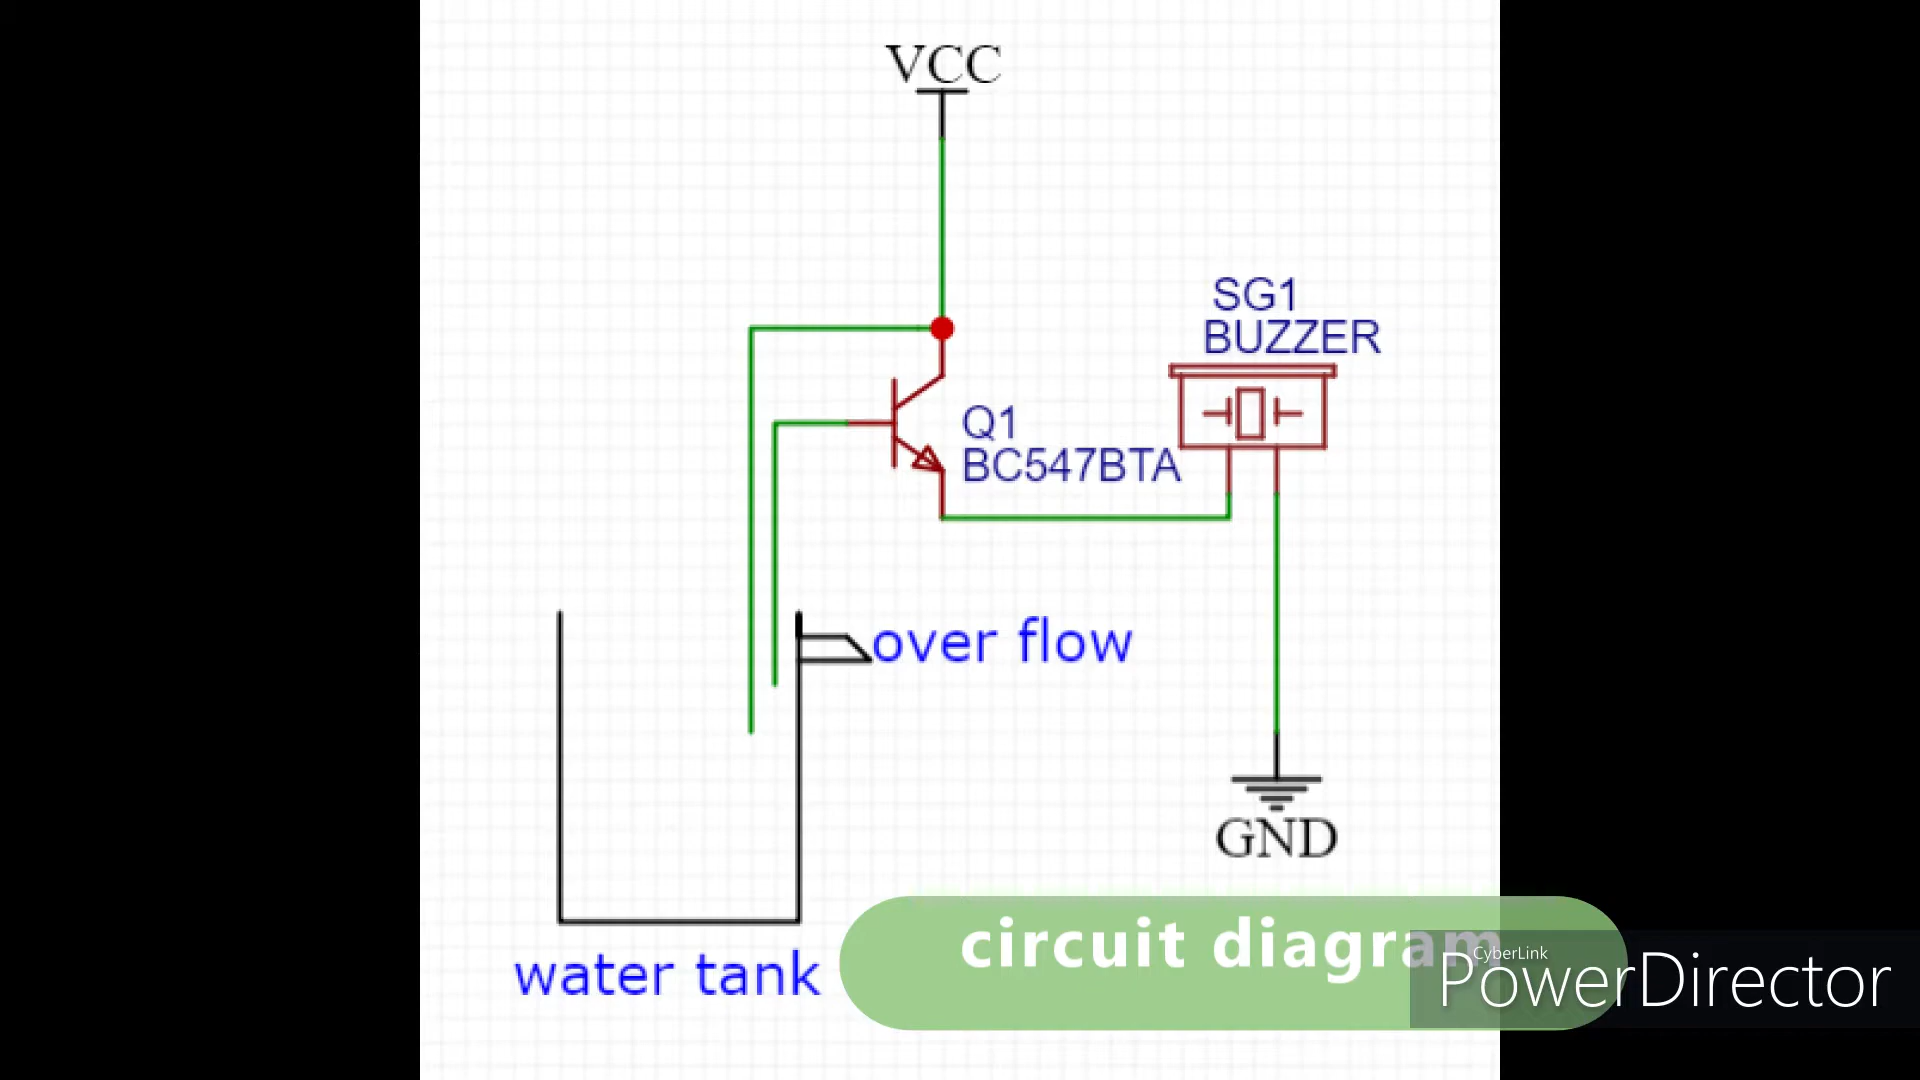 VCC
SG1
BUZZER
Q1
BC547BTA
over flow
GND
water tank
circuit diagram
CyberLink
PowerDirector